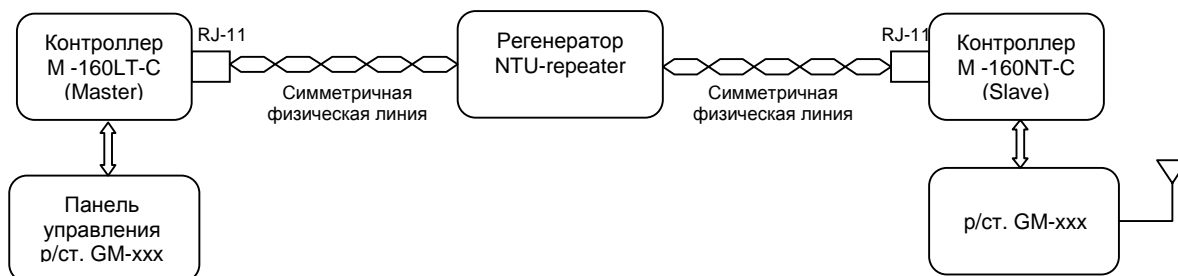 Контроллер
М -160LT-C
(Master)
RJ-11
Симметричная
физическая линия
Регенератор
NTU-repeater
Симметричная
физическая линия
RJ-11
Контроллер
М -160NT-C
(Slave)
Панель
управления
р/ст. GM-xxx
р/ст. GM-xxx